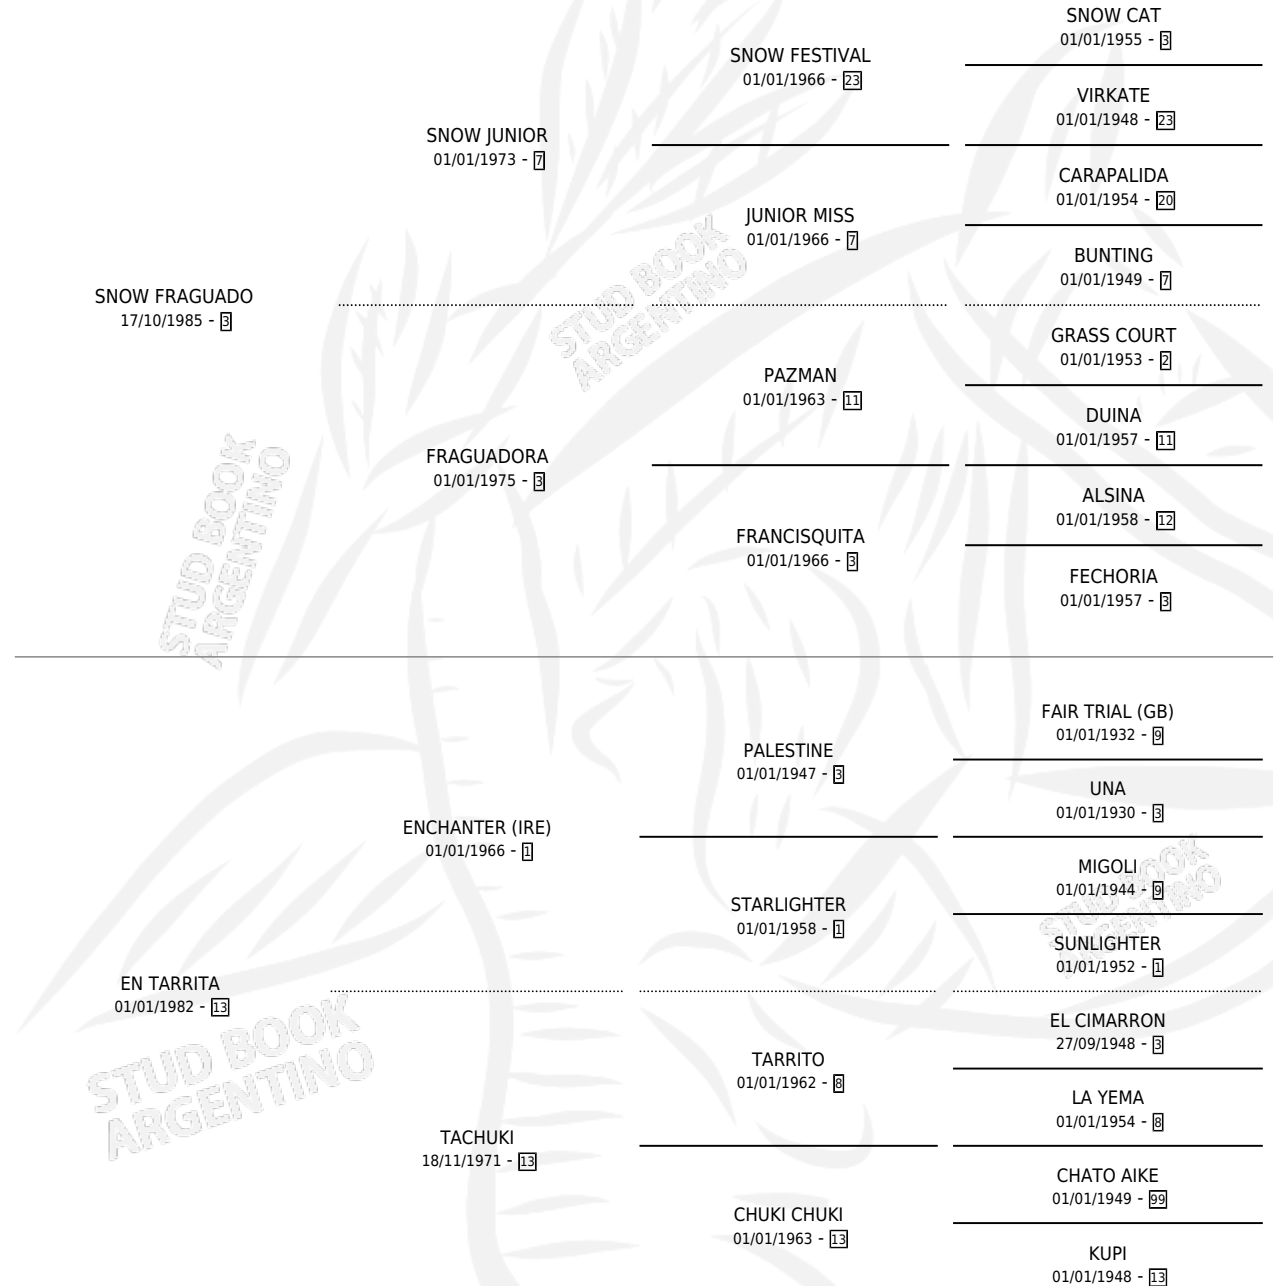 SNOW CAT
01/01/1955 - 3
SNOW FESTIVAL
01/01/1966 - 23
VIRKATE
01/01/1948 - 23
SNOW JUNIOR
01/01/1973 - 7
CARAPALIDA
01/01/1954 - 20
JUNIOR MISS
01/01/1966 - 7
BUNTING
01/01/1949 - 7
SNOW FRAGUADO
17/10/1985 - 3
STUD BOOK
ARGENTINO
GRASS COURT
01/01/1953 - 2
PAZMAN
01/01/1963 - 11
DUINA
01/01/1957 - 11
FRAGUADORA
01/01/1975 - 3
ALSINA
01/01/1958 - 12
FRANCISQUITA
01/01/1966 - 3
FECHORIA
01/01/1957 - 3
STUD BOOK
ARGENTINO
FAIR TRIAL (GB)
01/01/1932 - 9
PALESTINE
01/01/1947 - 3
UNA
01/01/1930 - 3
ENCHANTER (IRE)
01/01/1966 - 1
MIGOLI
01/01/1944 - 9
STARLIGHTER
01/01/1958 - 1
SUNLIGHTER
01/01/1952 - 1
STUD BOOK
ARGENTINO
EN TARRITA
01/01/1982 - 13
EL CIMARRON
27/09/1948 - 3
TARRITO
01/01/1962 - 8
LA YEMA
01/01/1954 - 8
STUD BOOK
ARGENTINO
TACHUKI
18/11/1971 - 13
CHATO AIKE
01/01/1949 - 99
CHUKI CHUKI
01/01/1963 - 13
KUPI
01/01/1948 - 13